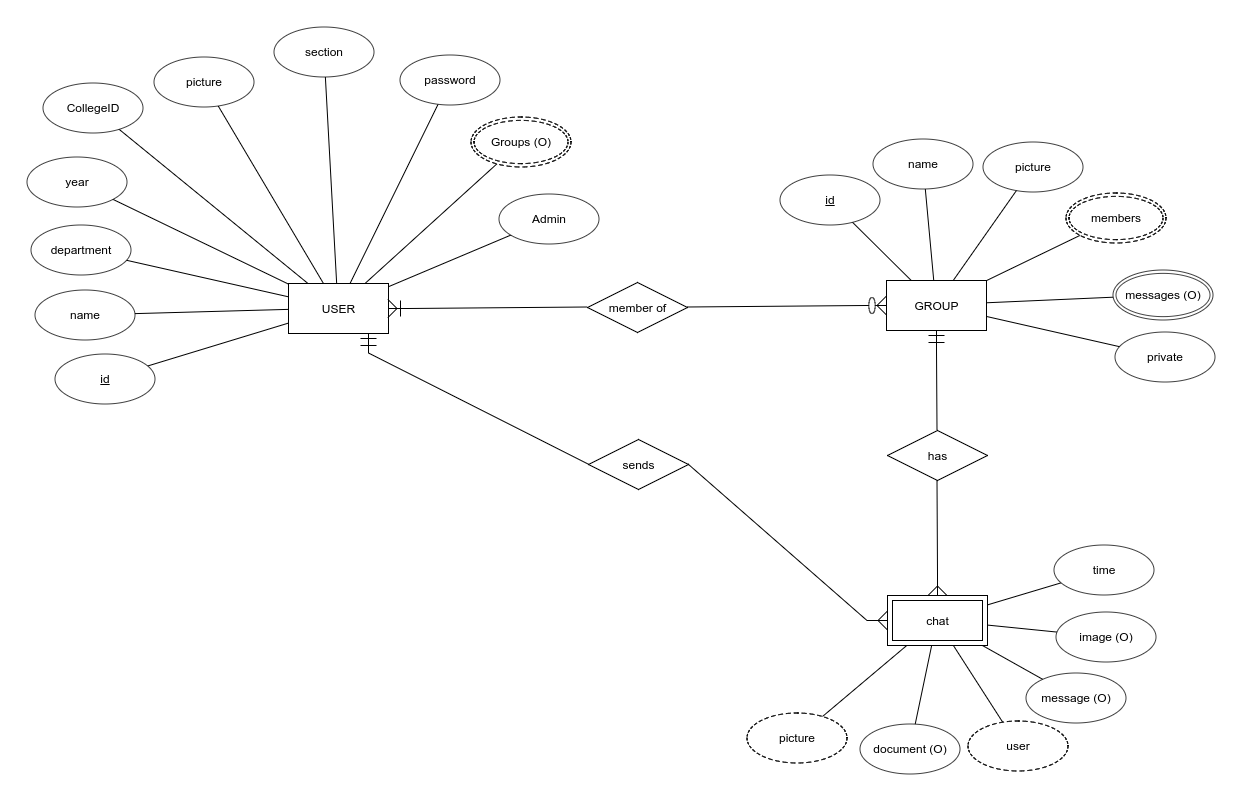 section
password
picture
CollegeID
Groups (O)
name
picture
year
id
members
Admin
department
messages (O)
USER
member of
GROUP
name
private
id
has
sends
time
chat
image (O)
message (O)
picture
document (O)
user